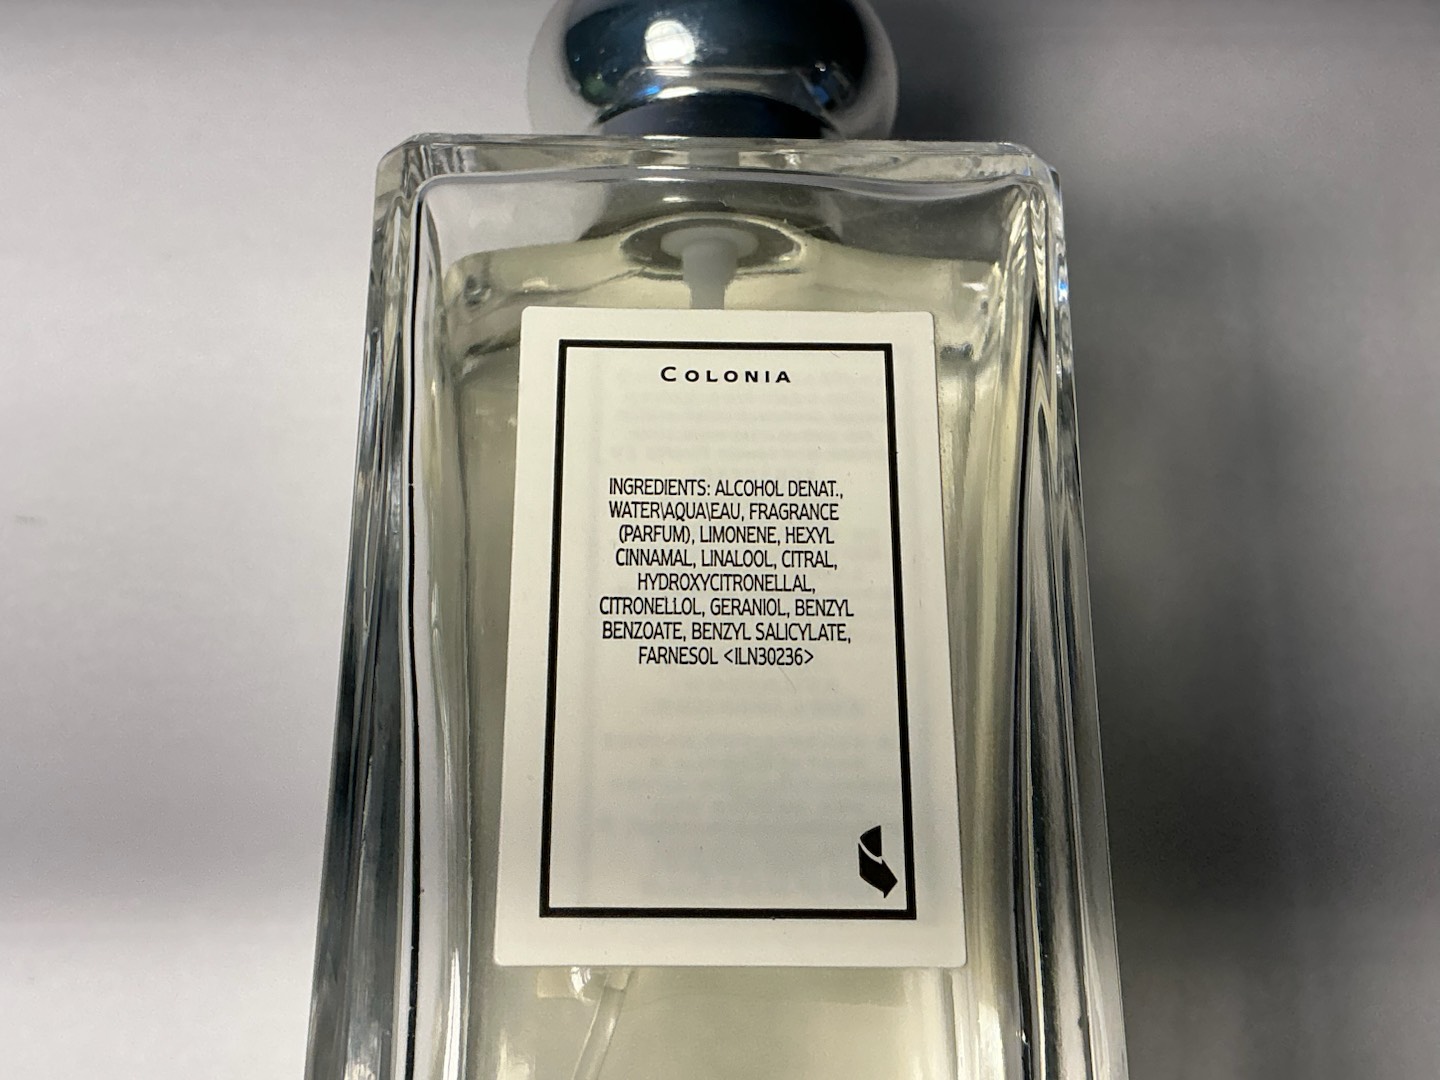 COLONIA
INGREDIENTS: ALCOHOL DENAT.,
WATER\AQUA\EAU, FRAGRANCE
(PARFUM), LIMONENE, HEXYL
CINNAMAL, LINALOOL, CITRAL,
HYDROXYCITRONELLAL,
CITRONELLOL, GERANIOL, BENZYL
BENZOATE, BENZYL SALICYLATE,
FARNESOL <ILN30236>